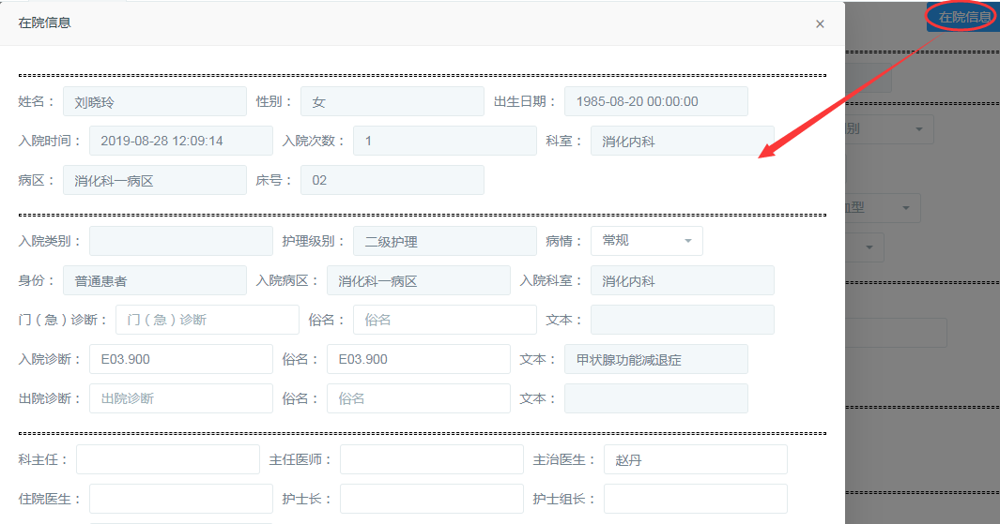 在院信息 × 在院信息
姓名： 刘晓玲 性别： 女 出生日期： 1985-08-20 00:00:00
入院时间： 2019-08-28 12:09:14 入院次数： 1 科室： 消化内科
病区： 消化科一病区 床号： 02
血型
入院类别： 护理级别： 二级护理 病情： 常规
身份： 普通患者 入院病区： 消化科一病区 入院科室： 消化内科
门（急）诊断： 门（急）诊断 俗名： 俗名 文本：
入院诊断： E03.900 俗名： E03.900 文本： 甲状腺功能减退症
出院诊断： 出院诊断 俗名： 俗名 文本：
科主任： 主任医师： 主治医生： 赵丹
住院医生： 护士长： 护士组长：